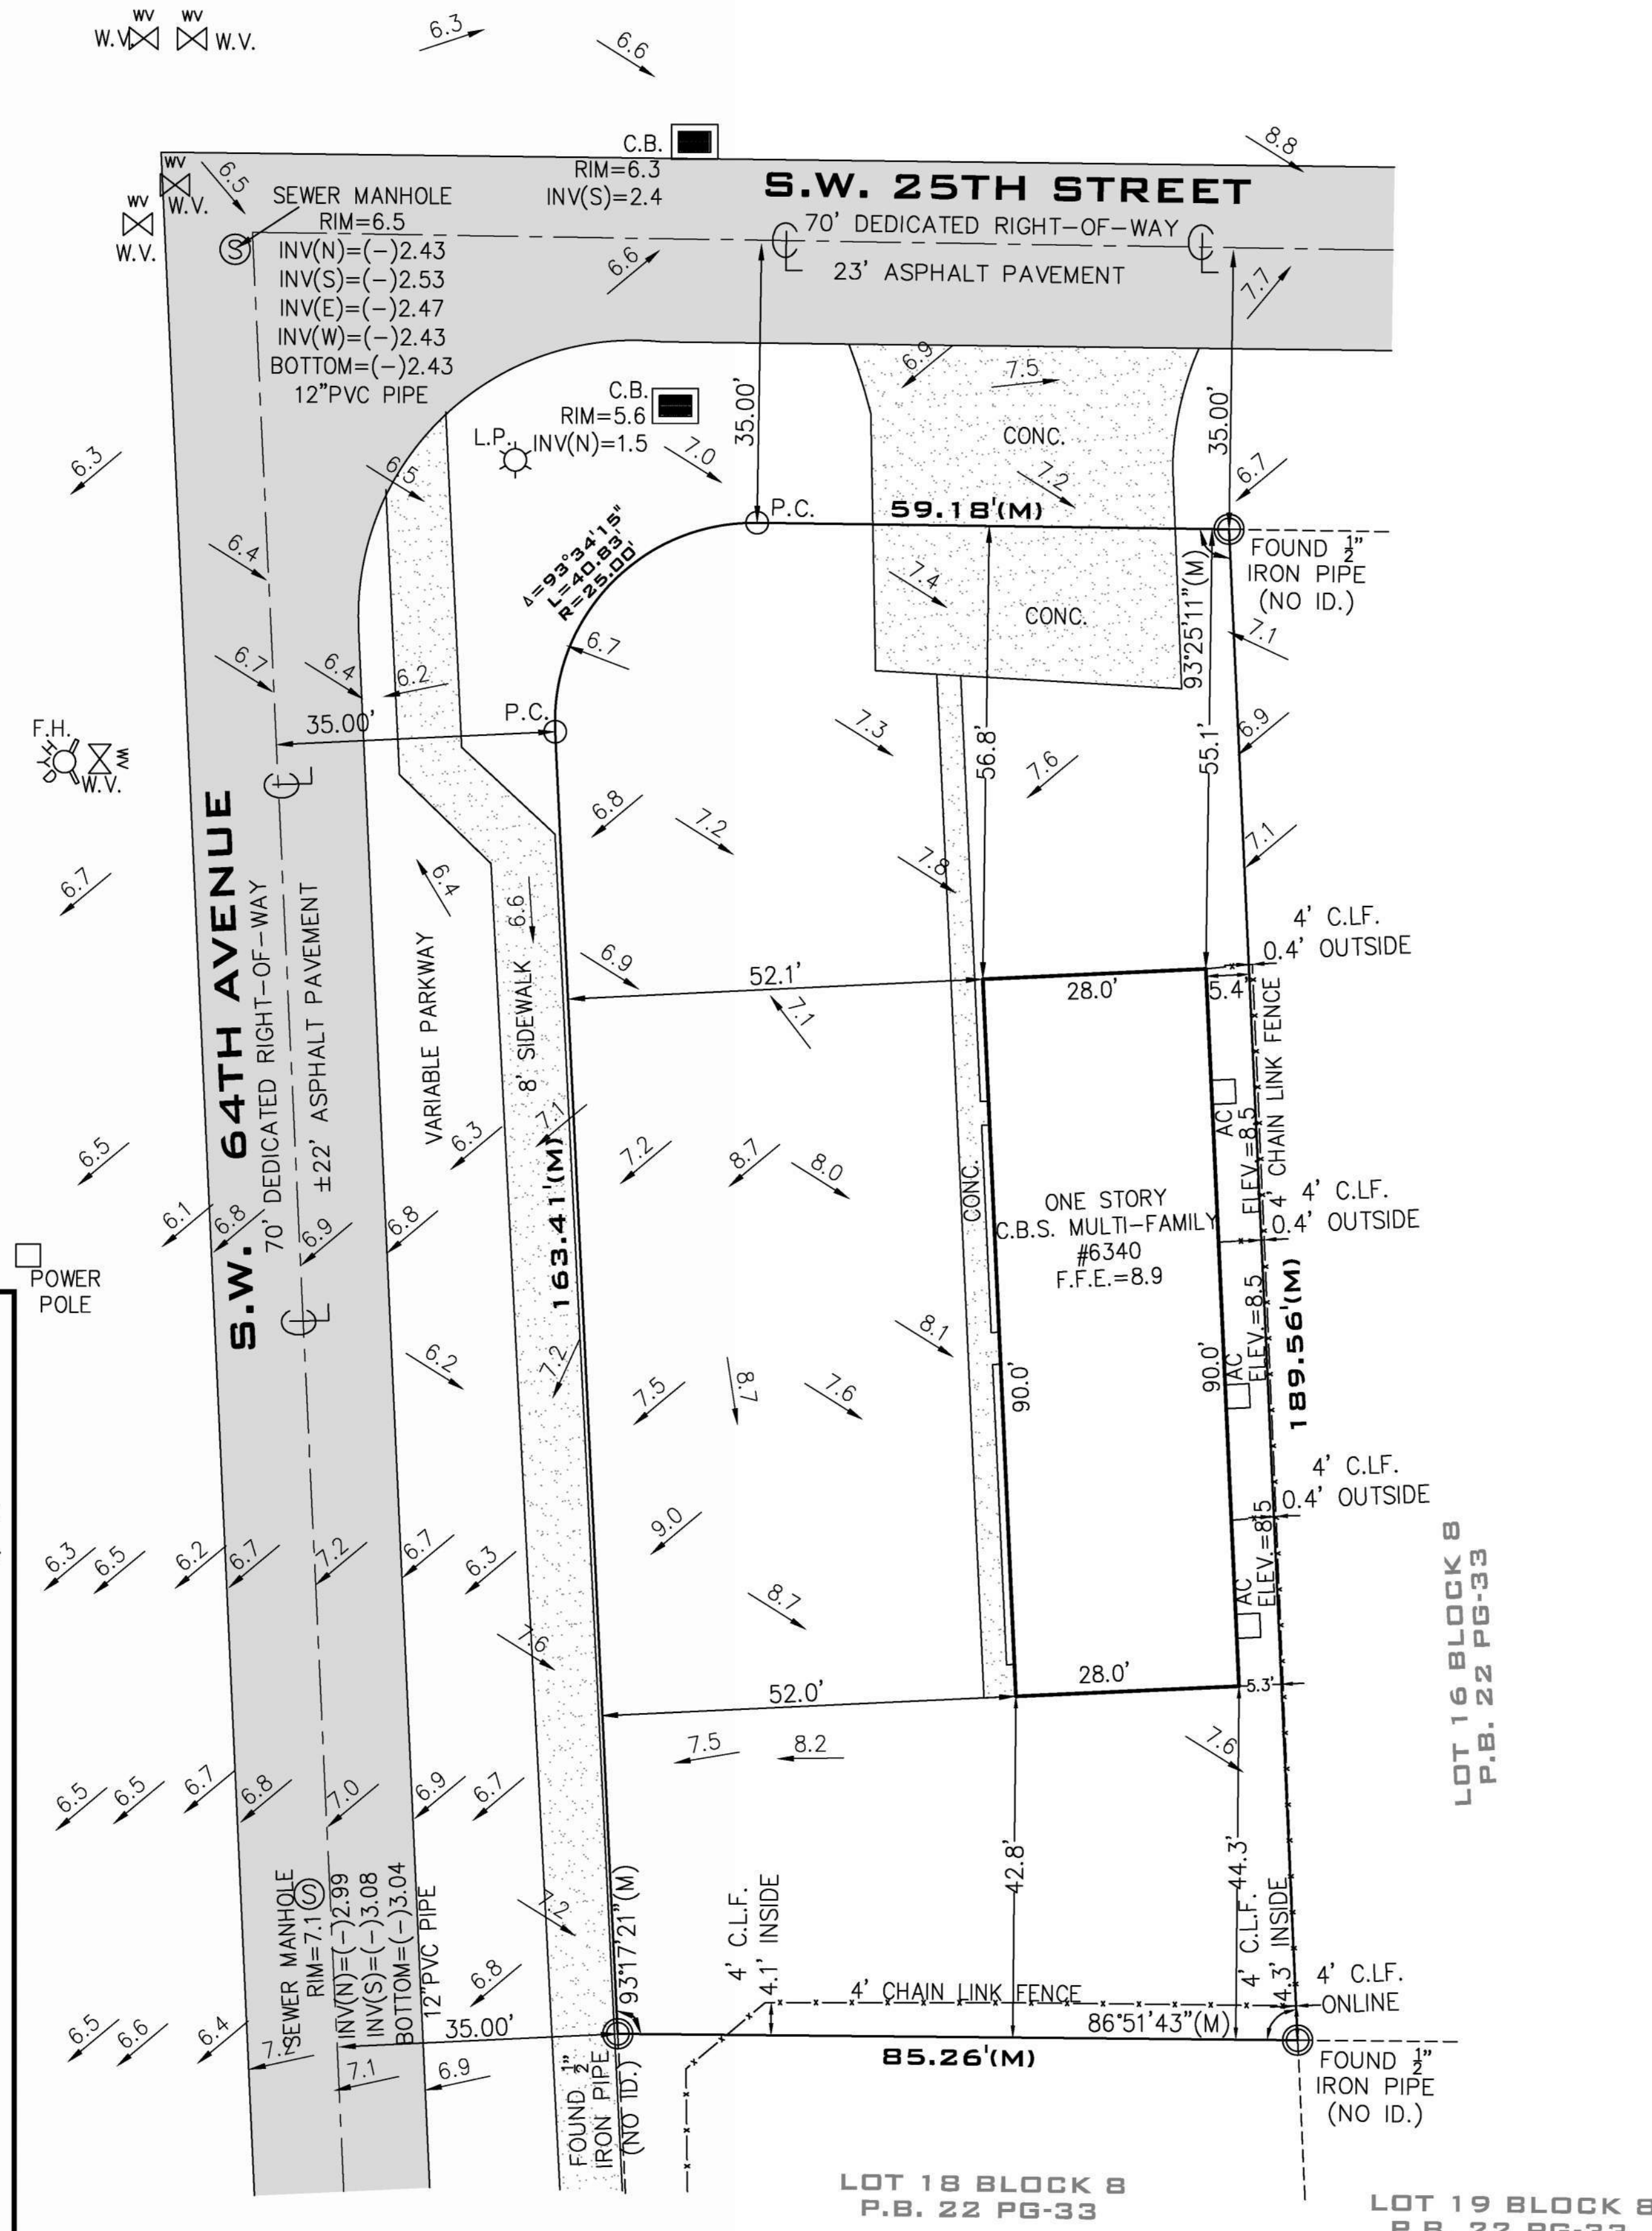 WV
WV
W.V.
W.V.
6.3
6.6
C.B.
RIM=6.3
INV(S)=2.4
8.8
WV
W.V.
WV
W.V.
6.5
S
SEWER MANHOLE
RIM=6.5
INV(N)=(-)2.43
INV(S)=(-)2.53
INV(E)=(-)2.47
INV(W)=(-)2.43
BOTTOM=(-)2.43
12"PVC PIPE
S.W. 25TH STREET
70' DEDICATED RIGHT-OF-WAY
23' ASPHALT PAVEMENT
6.6
7.7
35.00'
35.00'
6.9
7.5
CONC.
7.2
C.B.
RIM=5.6
INV(N)=1.5
L.P.
7.0
6.3
6.5
6.7
P.C.
59.18'(M)
FOUND ½"
IRON PIPE
(NO ID.)
93°25'11"(M)
Δ=93°34'15"
L=40.83'
R=25.00'
6.4
7.4
CONC.
7.1
6.7
6.7
6.4
6.2
35.00'
P.C.
F.H.
HYD
WV
W.V.
7.3
56.8'
7.6
55.1'
6.9
6.8
7.2
7.8
7.1
6.7
6.4
6.6
S.W. 64TH AVENUE
70' DEDICATED RIGHT-OF-WAY
±22' ASPHALT PAVEMENT
VARIABLE PARKWAY
8' SIDEWALK
6.9
52.1'
7.1
28.0'
5.4'
4' C.LF.
0.4' OUTSIDE
4' CHAIN LINK FENCE
AC
ELEV.=8.5
6.5
6.3
7.1
7.2
8.7
8.0
163.41'(M)
CONC.
ONE STORY
C.B.S. MULTI-FAMILY
#6340
F.F.E.=8.9
4' C.LF.
0.4' OUTSIDE
6.1
6.8
6.9
6.8
POWER
POLE
189.56'(M)
AC
ELEV.=8.5
6.2
7.2
7.5
8.7
7.6
8.1
90.0'
90.0'
4' C.LF.
0.4' OUTSIDE
AC
ELEV.=8.5
6.3
6.5
6.2
6.7
7.2
6.7
6.3
9.0
8.7
7.6
LOT 16 BLOCK 8
P.B. 22 PG-33
52.0'
28.0'
5.3'
7.5
8.2
7.6
6.5
6.5
6.7
6.8
7.0
6.9
6.7
42.8'
44.3'
SEWER MANHOLE
RIM=7.1
S
INV(N)=(-)2.99
INV(S)=(-)3.08
BOTTOM=(-)3.04
12"PVC PIPE
7.2
93°17'21"(M)
4' C.L.F.
4.1' INSIDE
4' C.L.F.
4.3' INSIDE
4' CHAIN LINK FENCE
4' C.LF.
ONLINE
6.8
35.00'
86°51'43"(M)
85.26'(M)
6.5
6.6
6.4
7.2
7.1
6.9
FOUND ½"
IRON PIPE
(NO ID.)
FOUND ½"
IRON PIPE
(NO ID.)
LOT 18 BLOCK 8
P.B. 22 PG-33
LOT 19 BLOCK 8
P.B. 22 PG-33